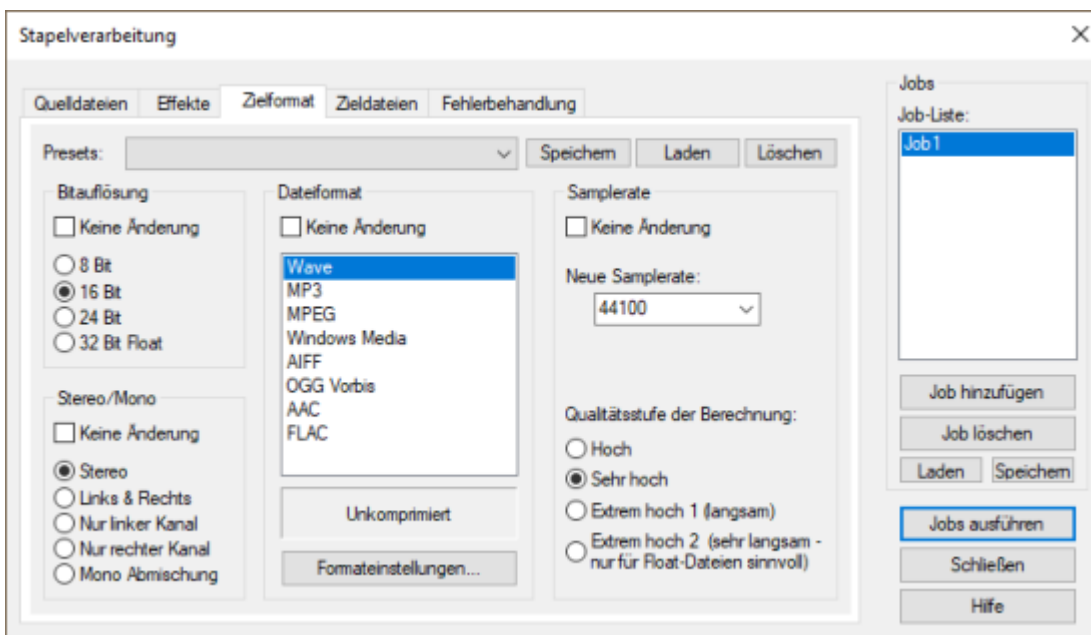 Stapelverarbeitung
Quelldateien
Effekte
Zielformat
Zieldateien
Fehlerbehandlung
Presets:
Speichern
Laden
Löschen
Bitauflösung
Keine Änderung
8 Bit
16 Bit
24 Bit
32 Bit Float
Stereo/Mono
Keine Änderung
Stereo
Links & Rechts
Nur linker Kanal
Nur rechter Kanal
Mono Abmischung
Dateiformat
Keine Änderung
Wave
MP3
MPEG
Windows Media
AIFF
OGG Vorbis
AAC
FLAC
Unkomprimiert
Formateinstellungen...
Samplerate
Keine Änderung
Neue Samplerate:
44100
Qualitätsstufe der Berechnung:
Hoch
Sehr hoch
Extrem hoch 1 (langsam)
Extrem hoch 2 (sehr langsam -
nur für Float-Dateien sinnvoll)
Jobs
Job-Liste:
Job1
Job hinzufügen
Job löschen
Laden
Speichern
Jobs ausführen
Schließen
Hilfe